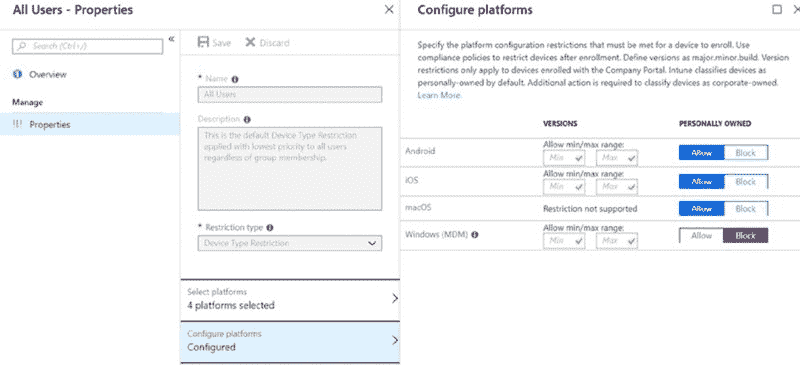 All Users - Properties
Search (Ctrl+/)
Overview
Manage
Properties
Save
Discard
* Name
All Users
Description
This is the default Device Type Restriction
applied with lowest priority to all users
regardless of group membership.
* Restriction type
Device Type Restriction
Select platforms
4 platforms selected
Configure platforms
Configured
Configure platforms
Specify the platform configuration restrictions that must be met for a device to enroll. Use
compliance policies to restrict devices after enrollment. Define versions as major.minor.build. Version
restrictions only apply to devices enrolled with the Company Portal. Intune classifies devices as
personally-owned by default. Additional action is required to classify devices as corporate-owned.
Learn More.
VERSIONS PERSONALLY OWNED
Android Allow min/max range:
Min Max Allow Block
iOS Allow min/max range:
Min Max Allow Block
macOS Restriction not supported Allow Block
Windows (MDM) Allow min/max range:
Min Max Allow Block